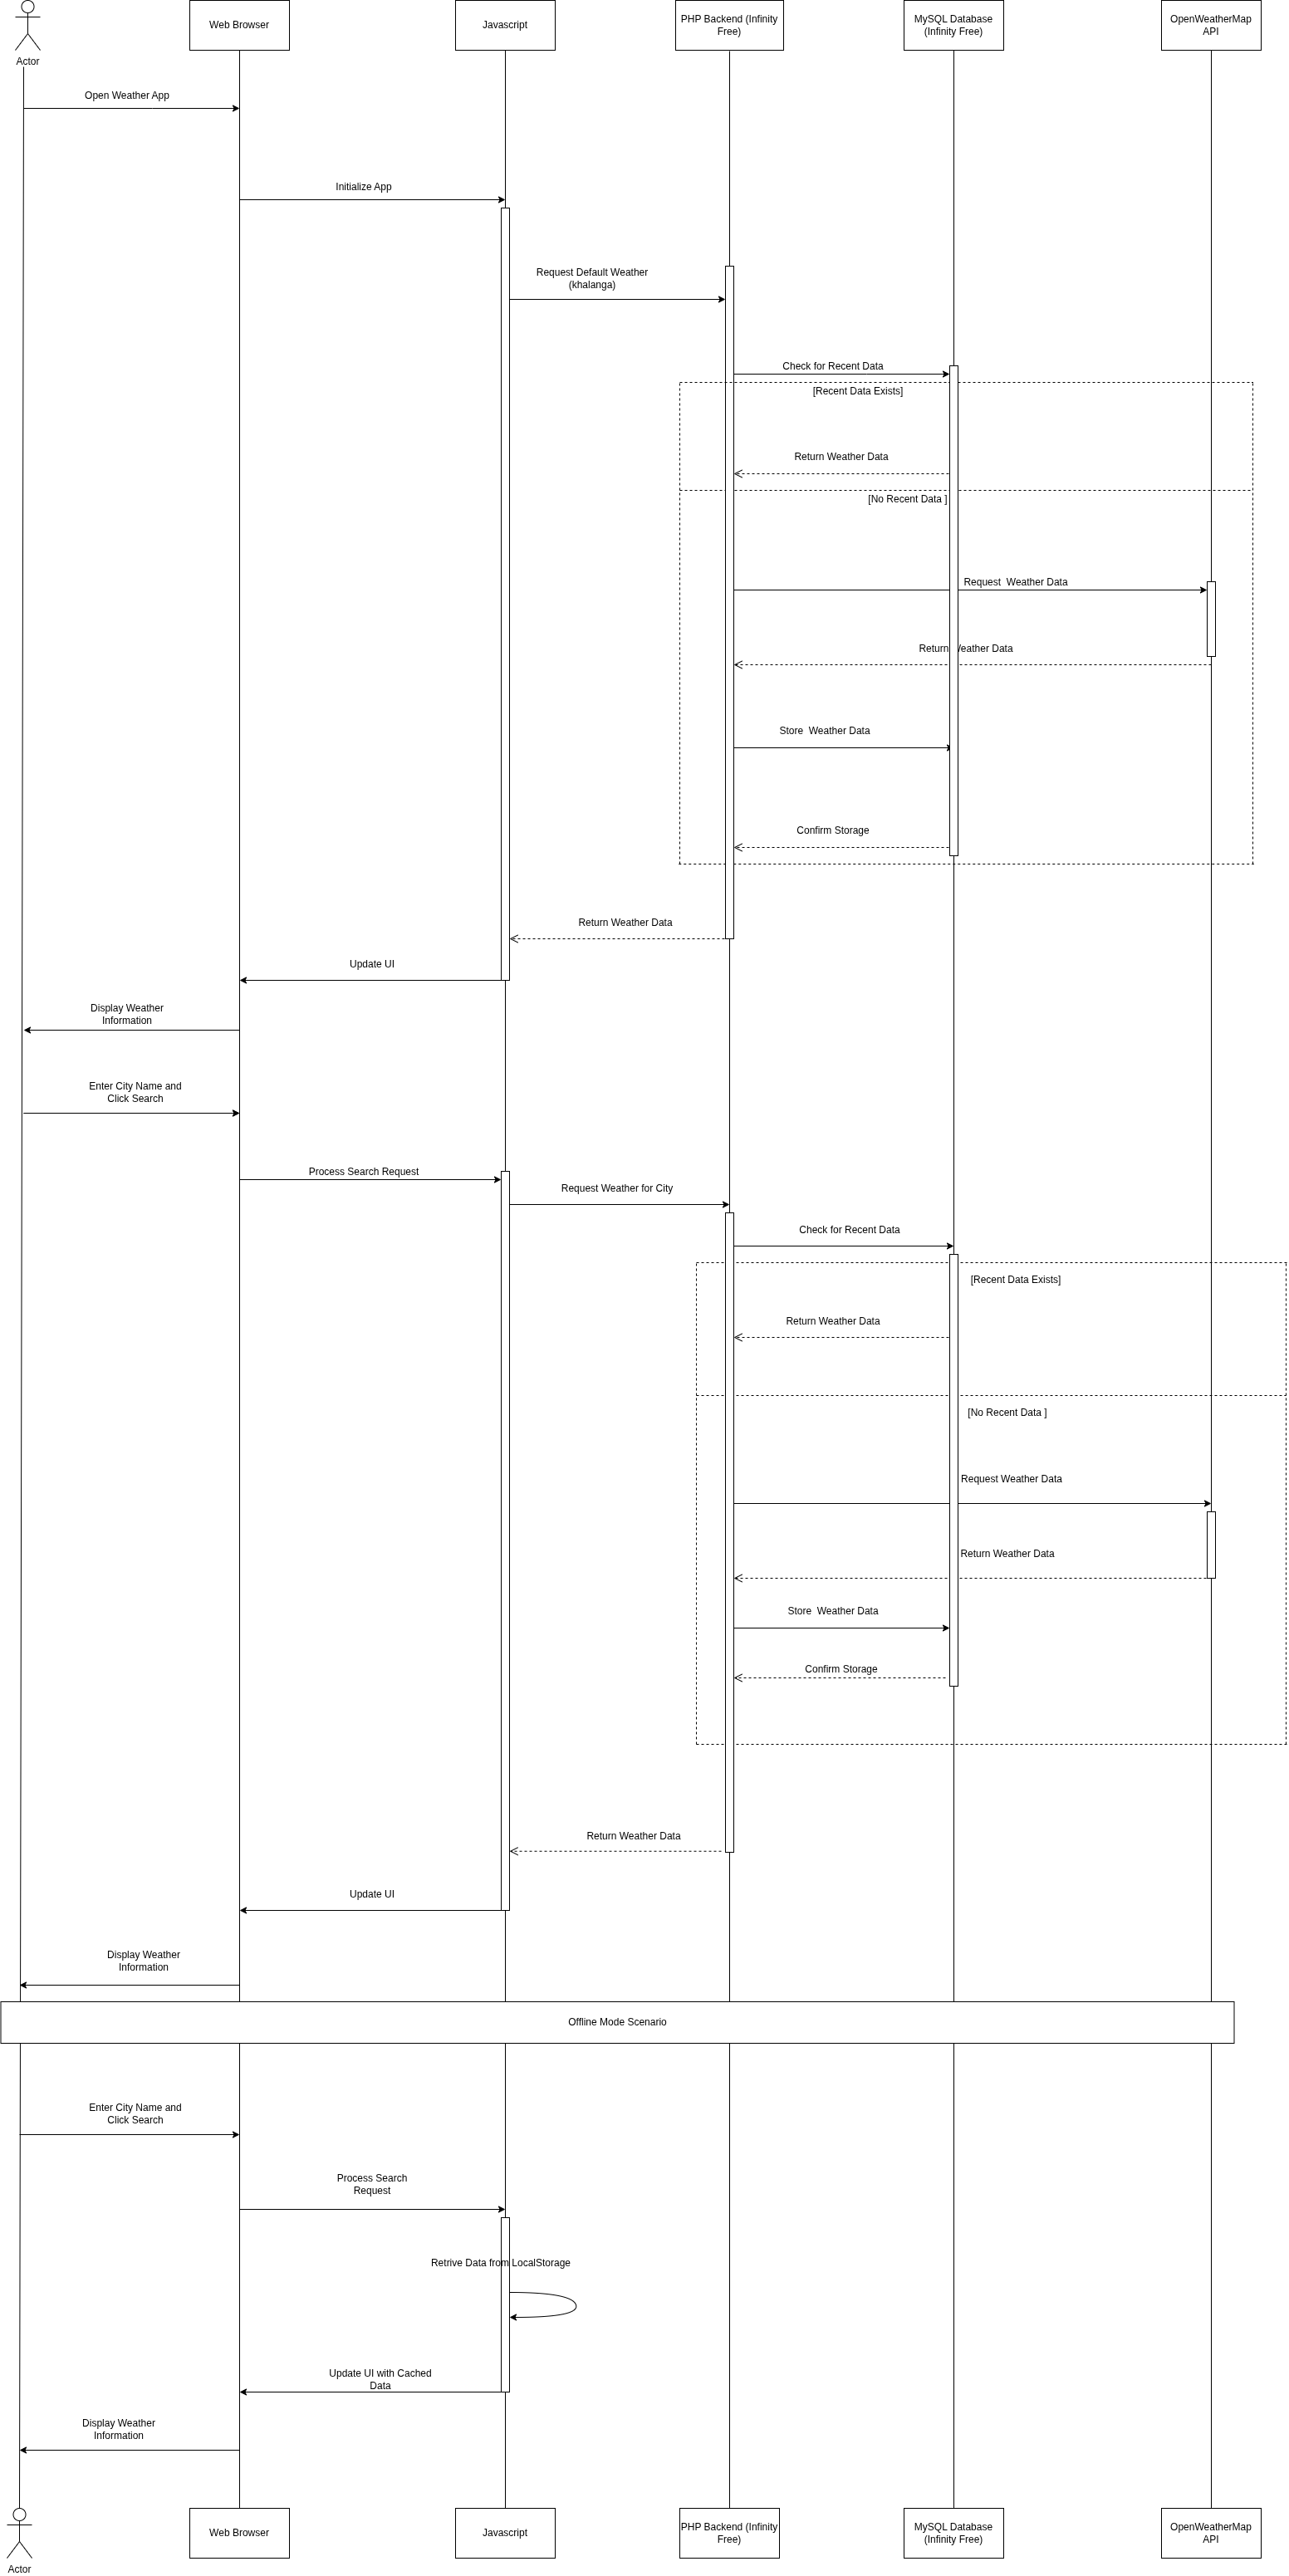 Actor
Web Browser
Javascript
PHP Backend (Infinity
Free)
MySQL Database
(Infinity Free)
OpenWeatherMap
API
Open Weather App
Initialize App
Request Default Weather
(khalanga)
Check for Recent Data
[Recent Data Exists]
Return Weather Data
[No Recent Data ]
Request  Weather Data
Return Weather Data
Store  Weather Data
Confirm Storage
Return Weather Data
Update UI
Display Weather
Information
Enter City Name and
Click Search
Process Search Request
Request Weather for City
Check for Recent Data
[Recent Data Exists]
Return Weather Data
[No Recent Data ]
Request Weather Data
Return Weather Data
Store  Weather Data
Confirm Storage
Return Weather Data
Update UI
Display Weather
Information
Offline Mode Scenario
Enter City Name and
Click Search
Process Search
Request
Retrive Data from LocalStorage
Update UI with Cached
Data
Display Weather
Information
Actor
Web Browser
Javascript
PHP Backend (Infinity
Free)
MySQL Database
(Infinity Free)
OpenWeatherMap
API